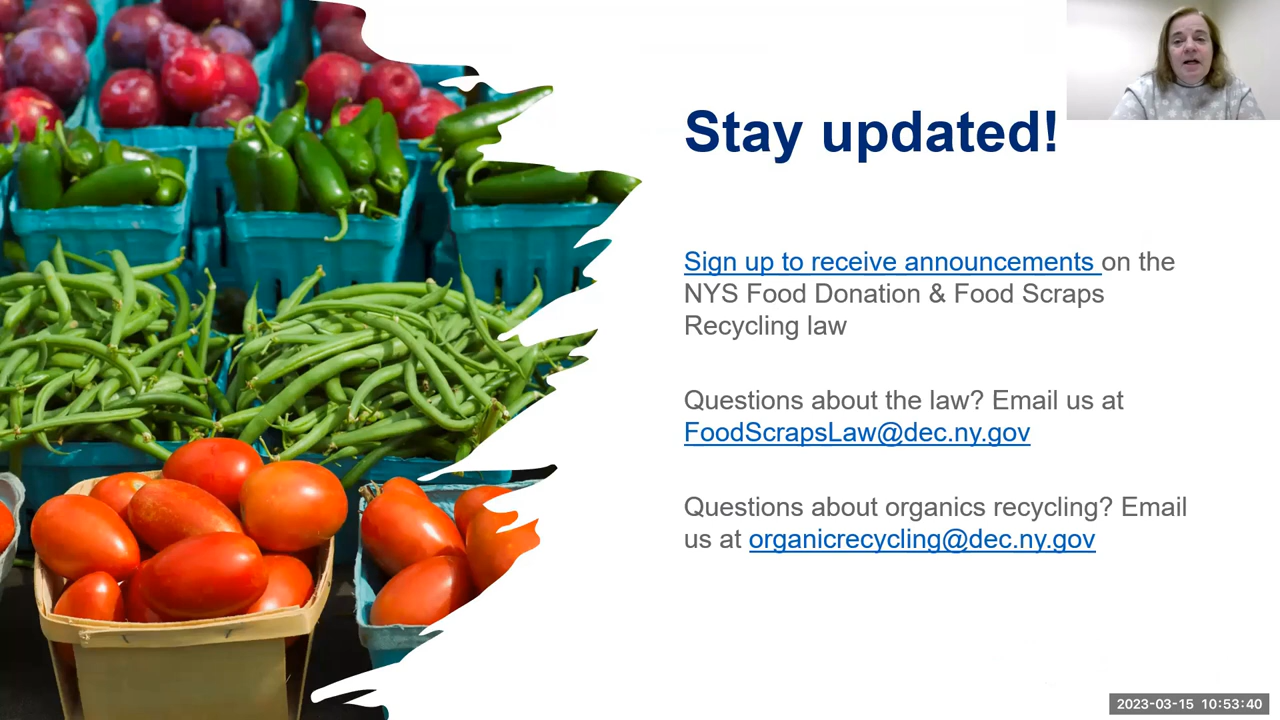 Stay updated!
Sign up to receive announcements on the
NYS Food Donation & Food Scraps
Recycling law
Questions about the law? Email us at
FoodScrapsLaw@dec.ny.gov
Questions about organics recycling? Email
us at organicrecycling@dec.ny.gov
2023-03-15 10:53:40